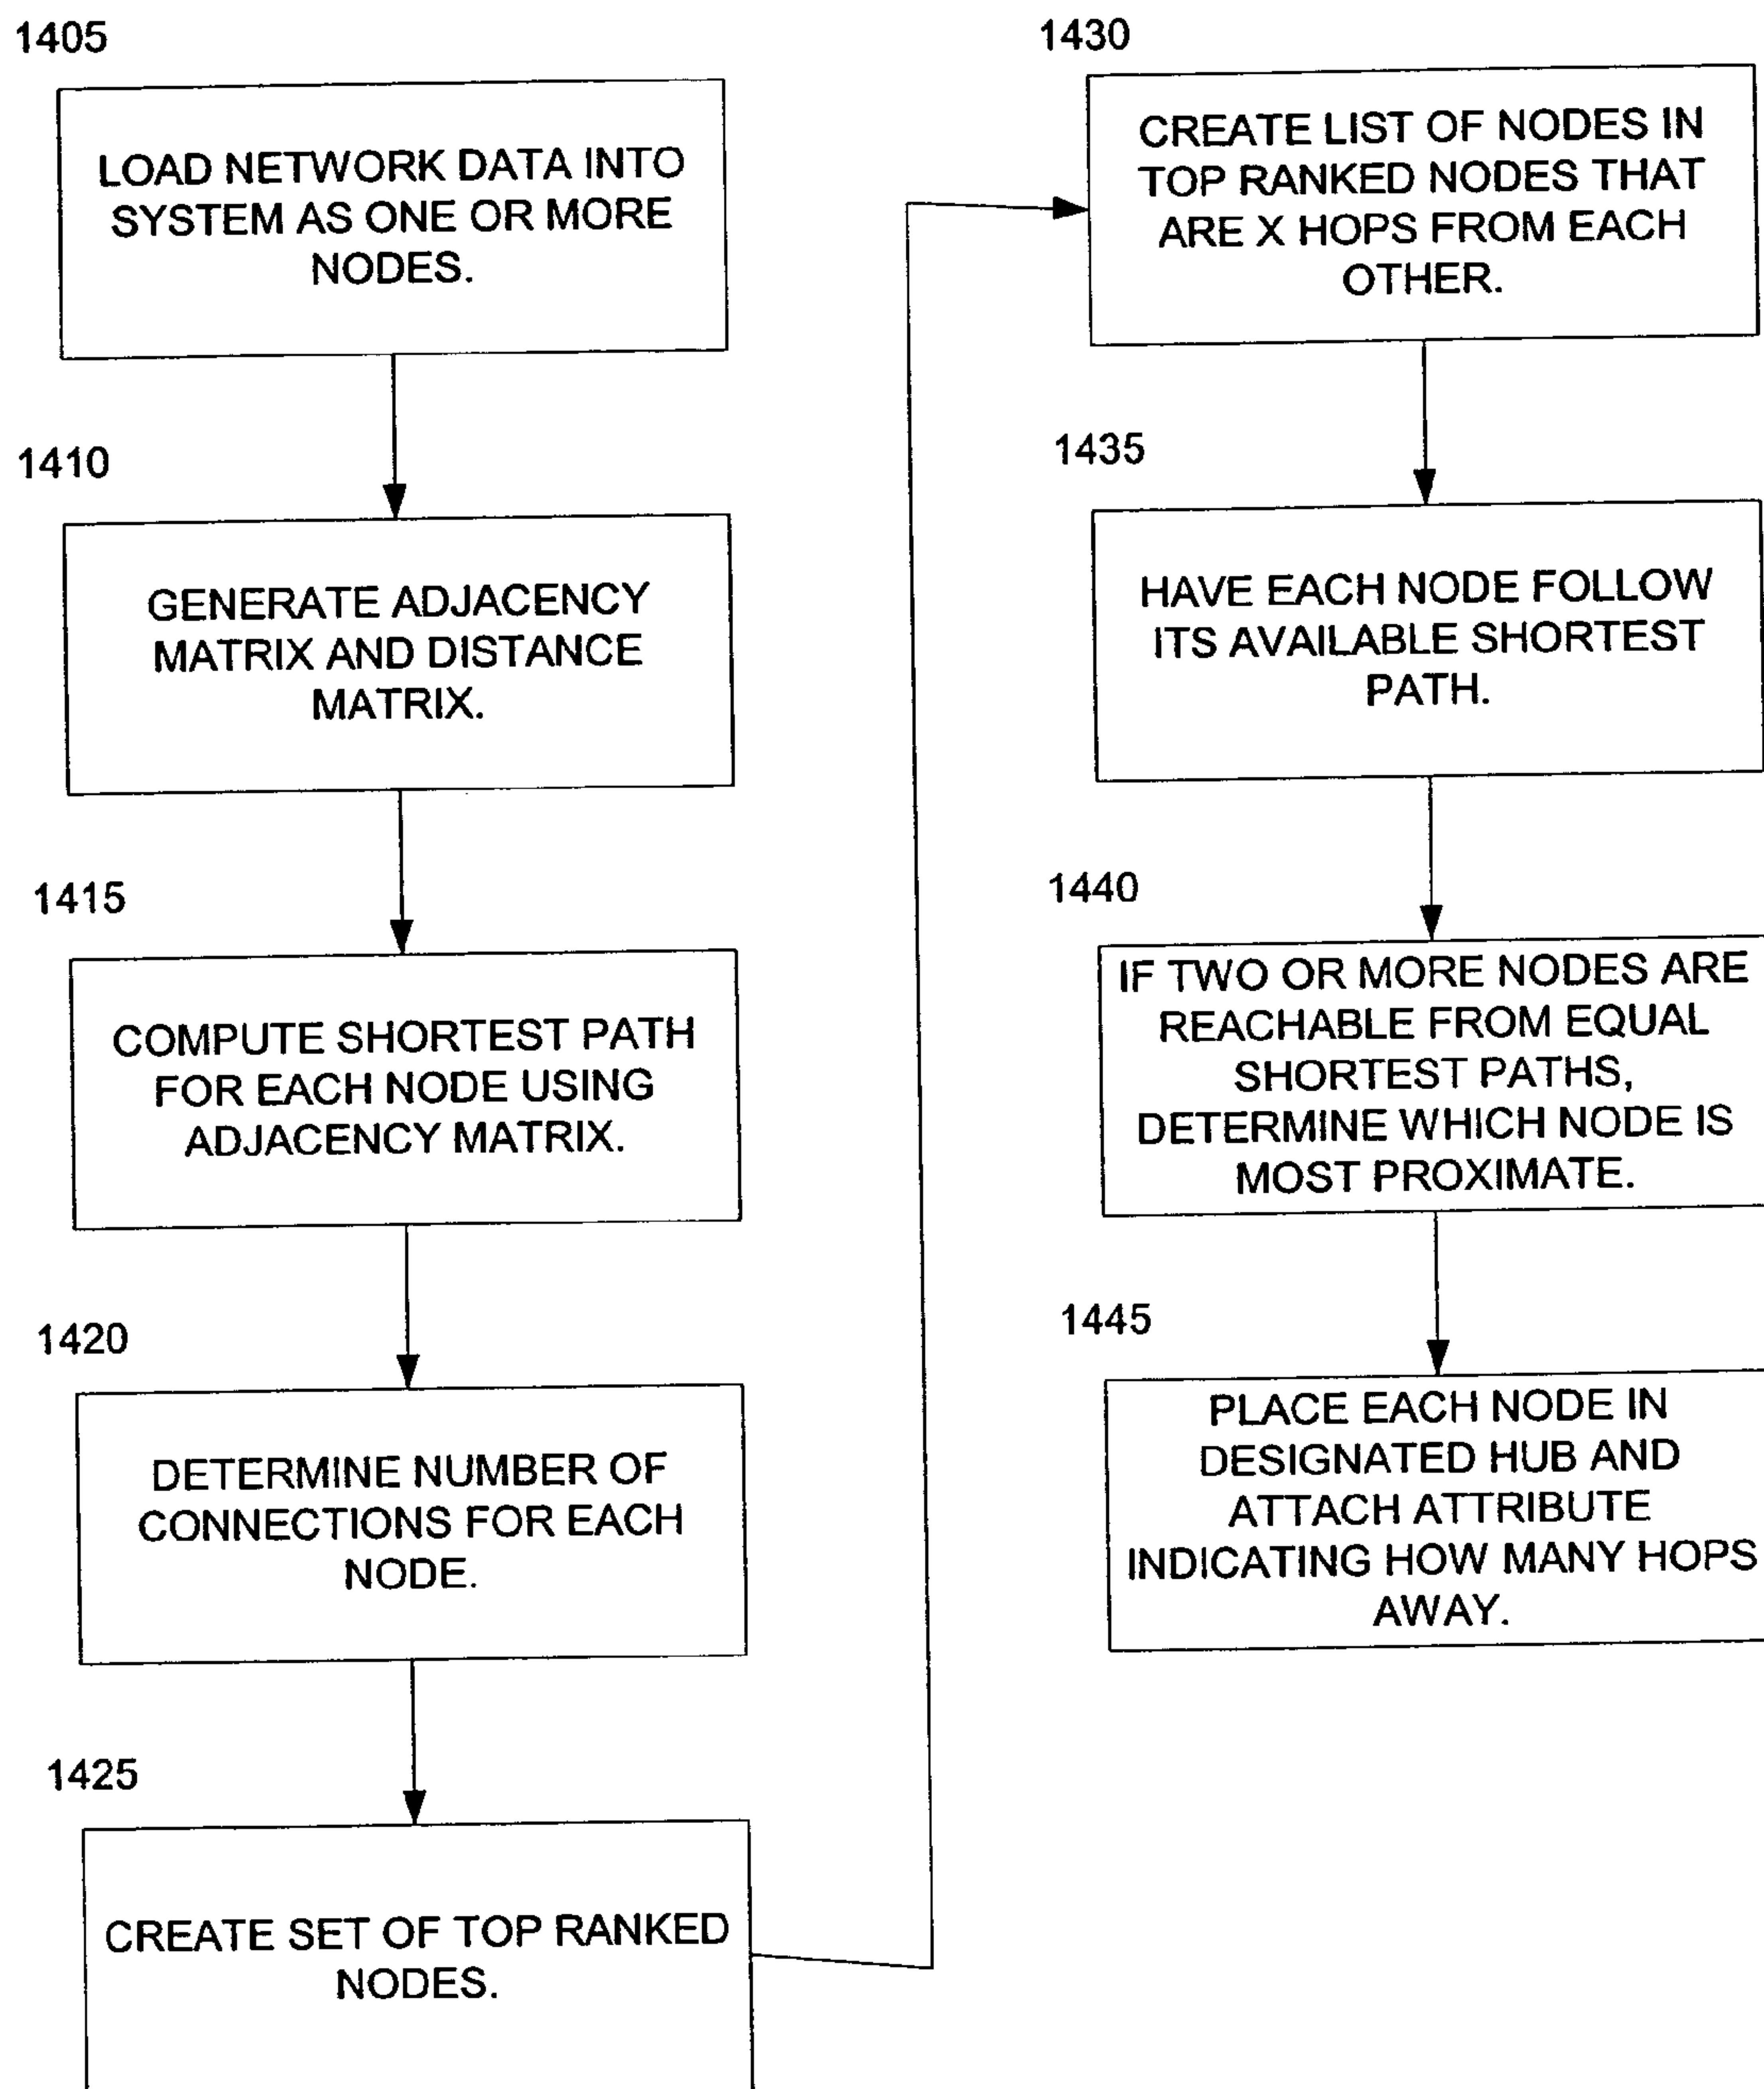 1405
LOAD NETWORK DATA INTO
SYSTEM AS ONE OR MORE
NODES.
1410
GENERATE ADJACENCY
MATRIX AND DISTANCE
MATRIX.
1415
COMPUTE SHORTEST PATH
FOR EACH NODE USING
ADJACENCY MATRIX.
1420
DETERMINE NUMBER OF
CONNECTIONS FOR EACH
NODE.
1425
CREATE SET OF TOP RANKED
NODES.
1430
CREATE LIST OF NODES IN
TOP RANKED NODES THAT
ARE X HOPS FROM EACH
OTHER.
1435
HAVE EACH NODE FOLLOW
ITS AVAILABLE SHORTEST
PATH.
1440
IF TWO OR MORE NODES ARE
REACHABLE FROM EQUAL
SHORTEST PATHS,
DETERMINE WHICH NODE IS
MOST PROXIMATE.
1445
PLACE EACH NODE IN
DESIGNATED HUB AND
ATTACH ATTRIBUTE
INDICATING HOW MANY HOPS
AWAY.